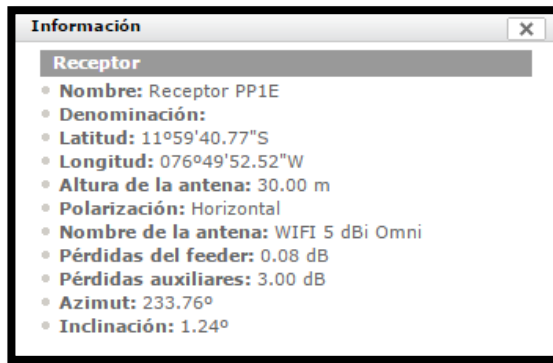 Información
Receptor
Nombre: Receptor PP1E
Denominación:
Latitud: 11º59'40.77"S
Longitud: 076º49'52.52"W
Altura de la antena: 30.00 m
Polarización: Horizontal
Nombre de la antena: WIFI 5 dBi Omni
Pérdidas del feeder: 0.08 dB
Pérdidas auxiliares: 3.00 dB
Azimut: 233.76º
Inclinación: 1.24º